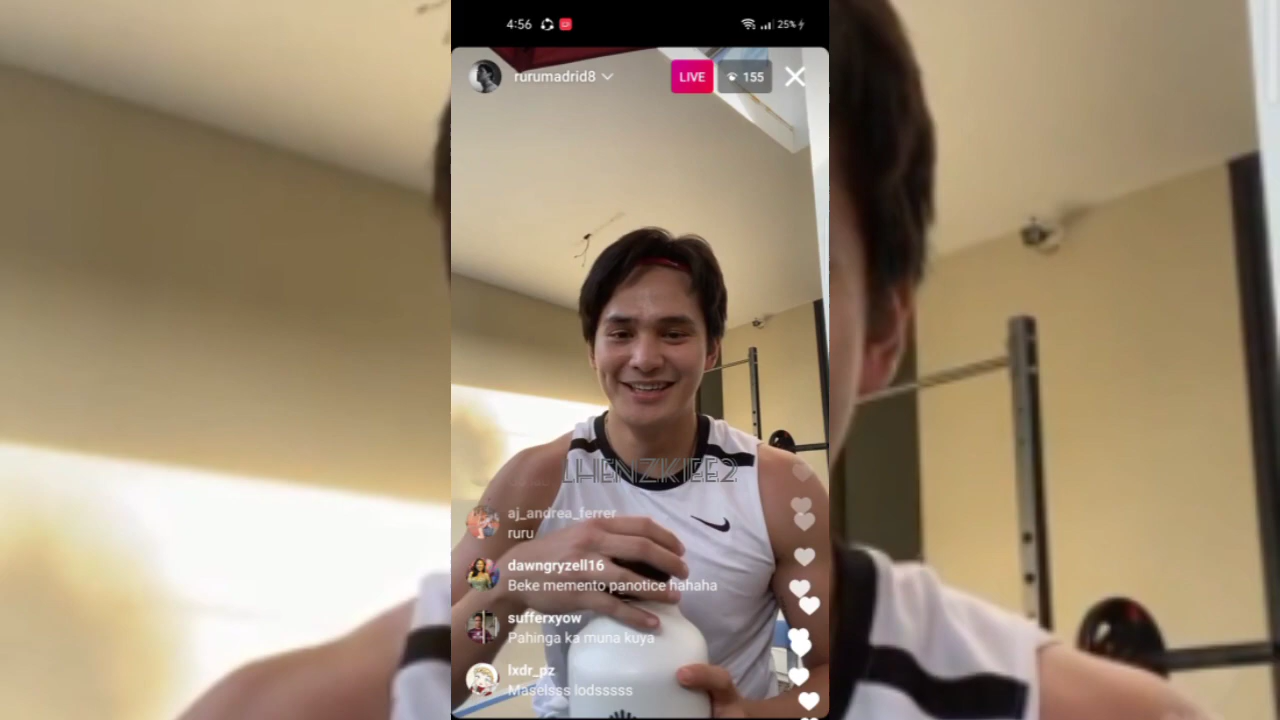 4:56
25%
rurumadrid8
LIVE
155
LHENZKIEE2
aj_andrea_ferrer
ruru
dawngryzell16
Beke memento panotice hahaha
sufferxyow
Pahinga ka muna kuya
lxdr_pz
Maselsss lodsssss